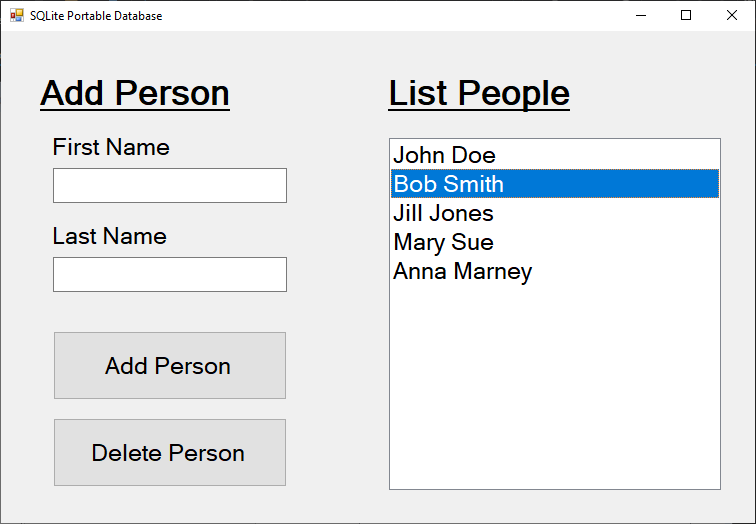 SQLite Portable Database
Add Person
First Name
Last Name
Add Person
Delete Person
List People
John Doe
Bob Smith
Jill Jones
Mary Sue
Anna Marney